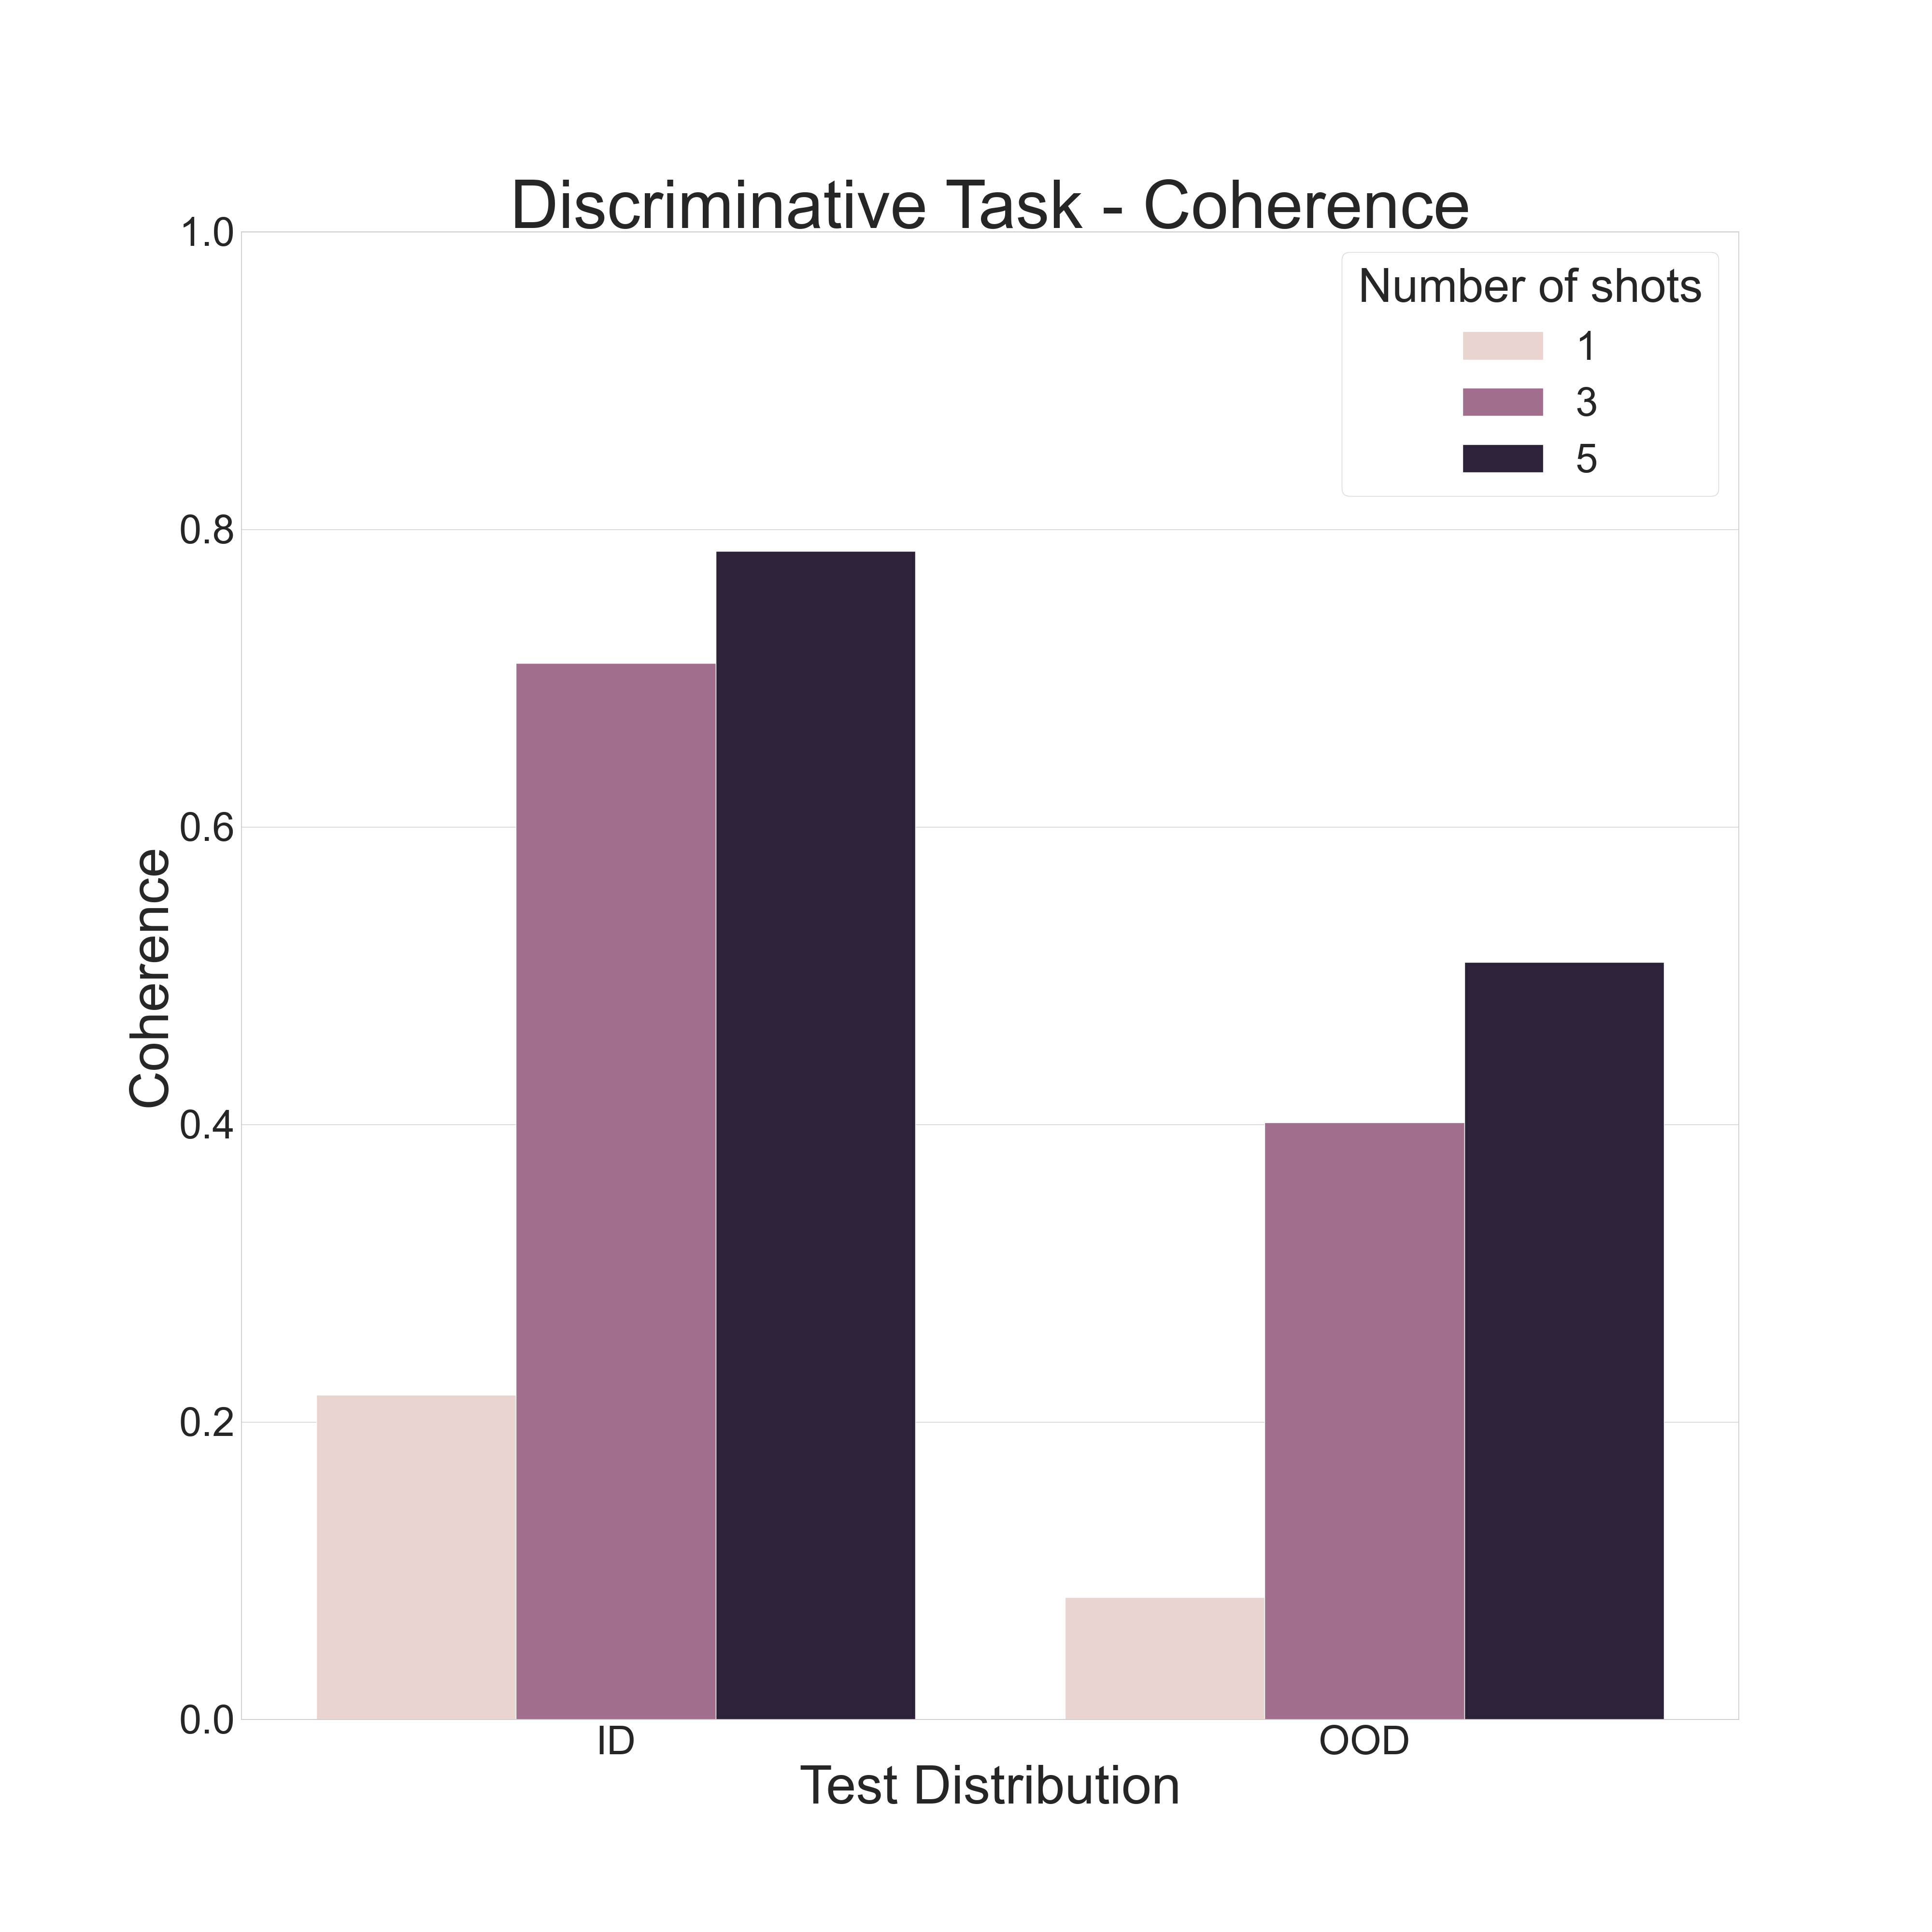 Discriminative Task - Coherence
Number of shots
1
3
5
1.0
0.8
0.6
0.4
0.2
0.0
Coherence
ID
OOD
Test Distribution